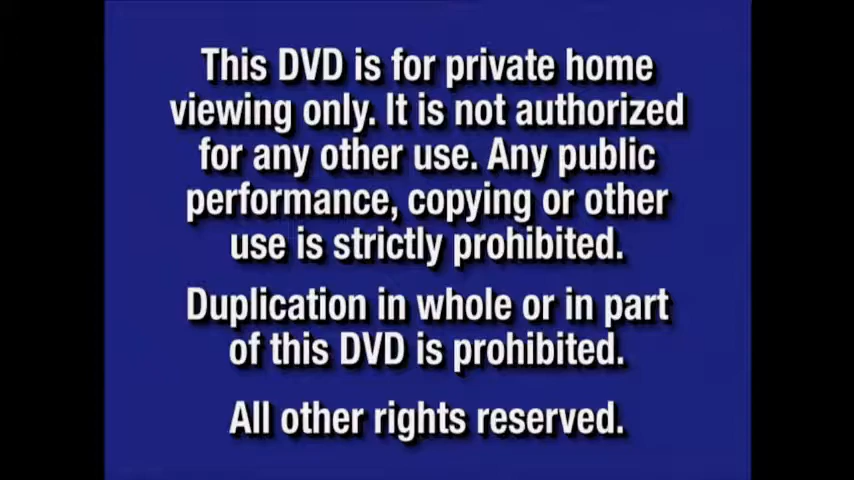 This DVD is for private home
viewing only. It is not authorized
for any other use. Any public
performance, copying or other
use is strictly prohibited.
Duplication in whole or in part
of this DVD is prohibited.
All other rights reserved.